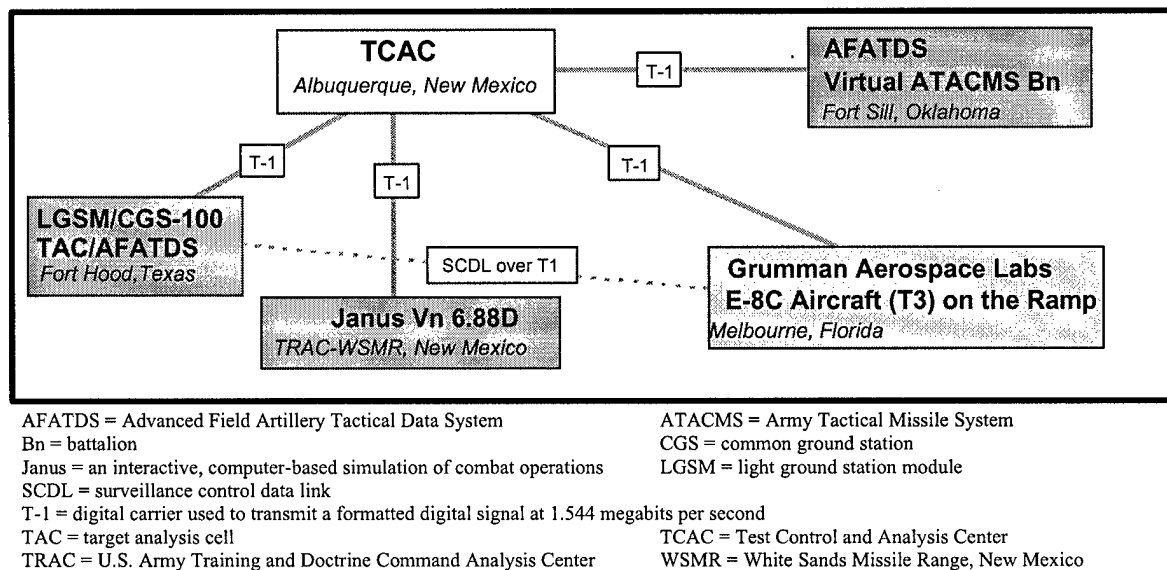 TCAC
Albuquerque, New Mexico
T-1
AFATDS
Virtual ATACMS Bn
Fort Sill, Oklahoma
T-1
T-1
T-1
LGSM/CGS-100
TAC/AFATDS
Fort Hood, Texas
SCDL over T1
Grumman Aerospace Labs
E-8C Aircraft (T3) on the Ramp
Melbourne, Florida
Janus Vn 6.88D
TRAC-WSMR, New Mexico
AFATDS = Advanced Field Artillery Tactical Data System
ATACMS = Army Tactical Missile System
Bn = battalion
CGS = common ground station
Janus = an interactive, computer-based simulation of combat operations
LGSM = light ground station module
SCDL = surveillance control data link
T-1 = digital carrier used to transmit a formatted digital signal at 1.544 megabits per second
TAC = target analysis cell
TCAC = Test Control and Analysis Center
TRAC = U.S. Army Training and Doctrine Command Analysis Center
WSMR = White Sands Missile Range, New Mexico